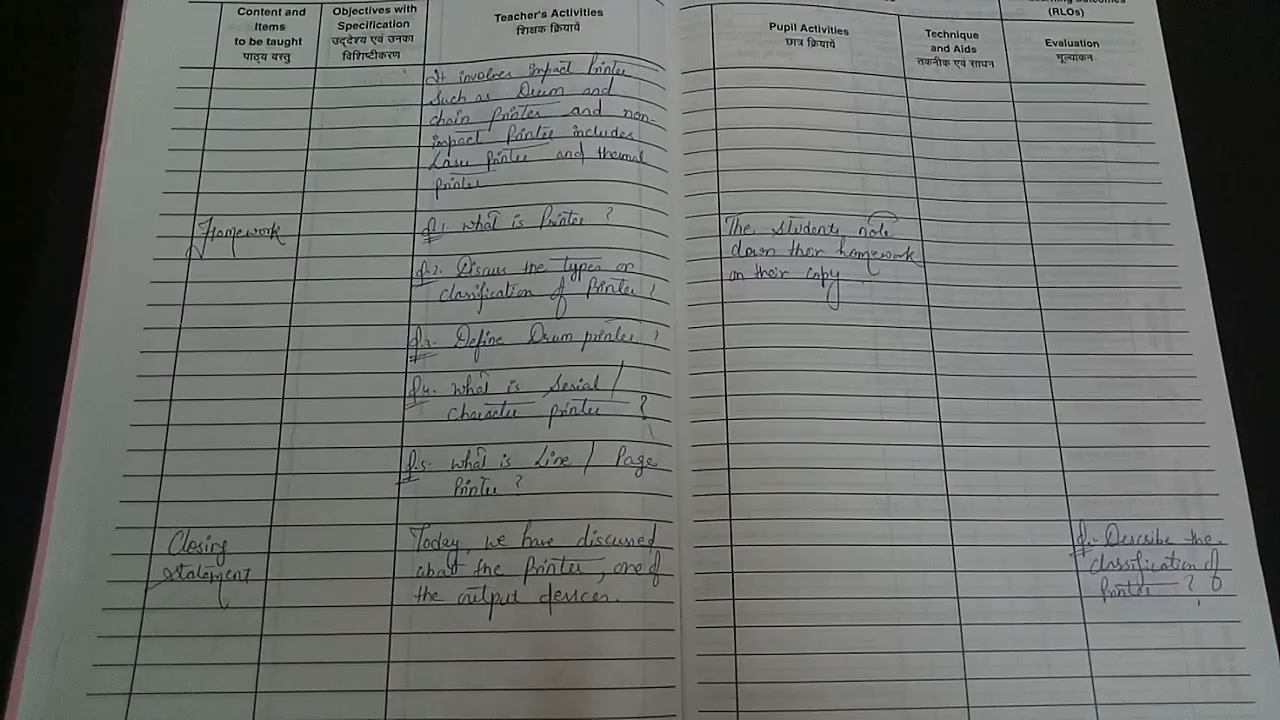 Content and
Items
to be taught
पाठ्य वस्तु
Objectives with
Specification
उद्देश्य एवं उनका
विशिष्टीकरण
Teacher's Activities
शिक्षक क्रियायें
Pupil Activities
छात्र क्रियायें
Technique
and Aids
तकनीक एवं साधन
(RLOs)
Evaluation
मूल्यांकन
It involves impact Printer
Such as Drum and
chain Printer and non-
impact Printer includes
Laser Printer and thermal
Printer
Homework
Q.1. What is Printer ?
Q.2. Discuss the types or
classification of Printer ?
Q.3. Define Drum printer ?
Q.4. What is Serial /
Character printer ?
Q.5. What is Line / Page
Printer ?
The students note
down their homework
on their copy
Closing
Statement
Today, we have discussed
about the Printer, one of
the output devices.
Q. Describe the
classification of
Printer ?